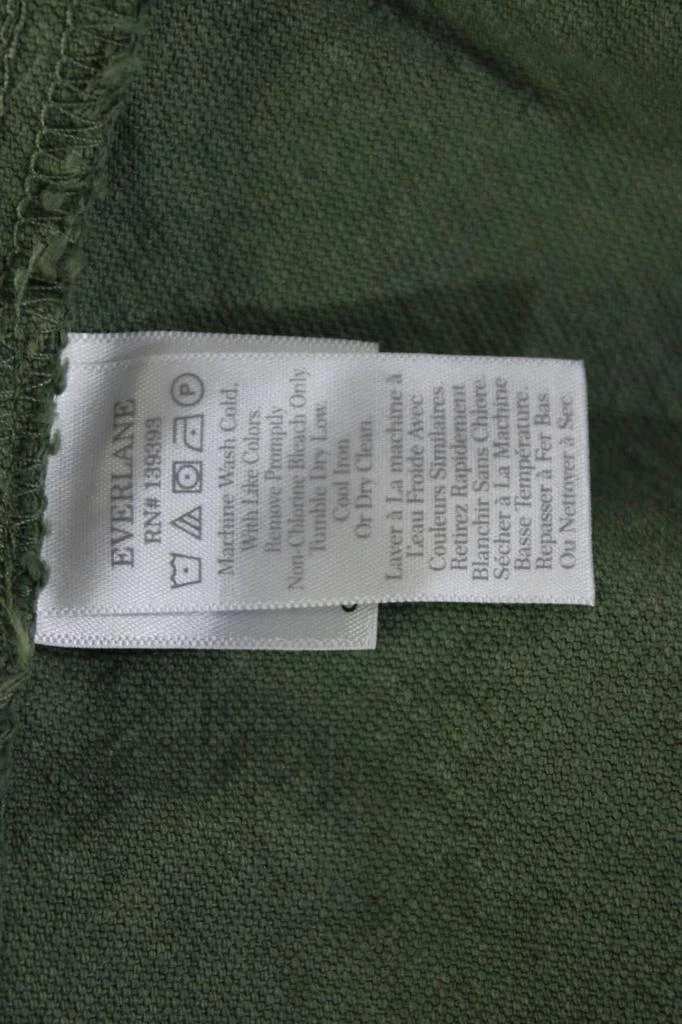 EVERLANE
RN# 139393
P
Machine Wash Cold,
With Like Colors.
Remove Promptly
Non-Chlorine Bleach Only.
Tumble Dry Low.
Cool Iron
Or Dry Clean.
Laver à La machine à
L'eau Froide Avec
Couleurs Similaires
Retirez Rapidement
Blanchir Sans Chlore.
Sécher à La Machine
Basse Température.
Repasser à Fer Bas.
Ou Nettoyer à Sec.